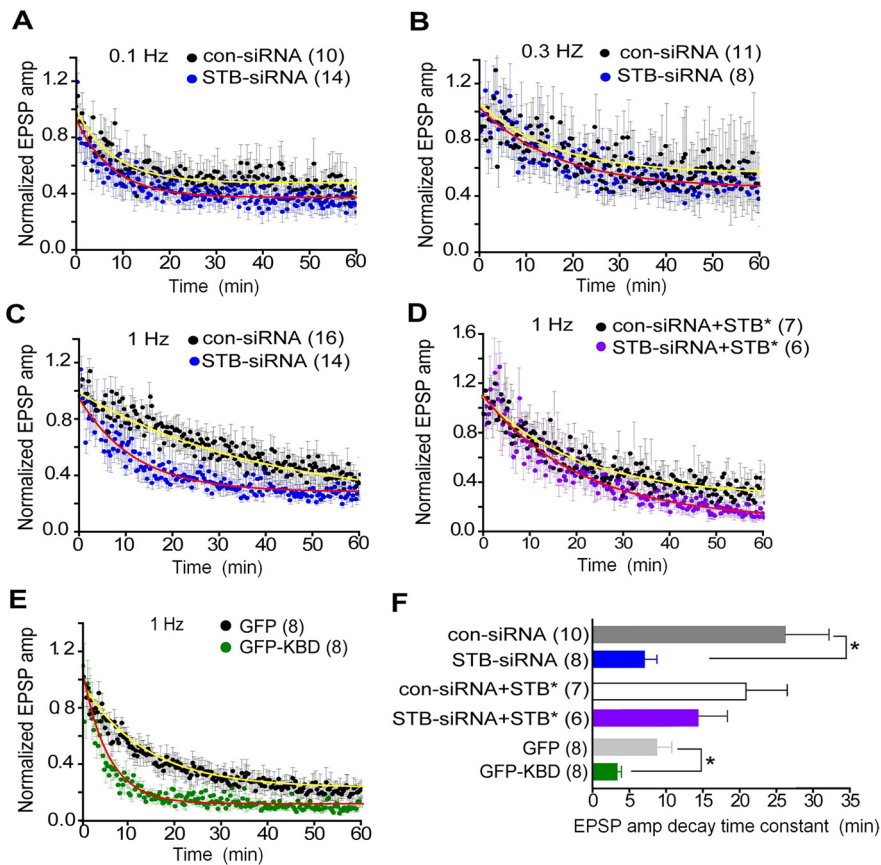 A
0.1 Hz
con-siRNA (10)
STB-siRNA (14)
Normalized EPSP amp
1.2
0.8
0.4
0.0
0 10 20 30 40 50 60
Time (min)
B
0.3 HZ
con-siRNA (11)
STB-siRNA (8)
Normalized EPSP amp
1.2
0.8
0.4
0.0
0 10 20 30 40 50 60
Time (min)
C
1 Hz
con-siRNA (16)
STB-siRNA (14)
Normalized EPSP amp
1.2
0.8
0.4
0.0
0 10 20 30 40 50 60
Time (min)
D
1 Hz
con-siRNA+STB* (7)
STB-siRNA+STB* (6)
Normalized EPSP amp
1.6
1.2
0.8
0.4
0.0
0 10 20 30 40 50 60
Time (min)
E
1 Hz
GFP (8)
GFP-KBD (8)
Normalized EPSP amp
1.2
0.8
0.4
0.0
0 10 20 30 40 50 60
Time (min)
F
con-siRNA (10)
STB-siRNA (8)
con-siRNA+STB* (7)
STB-siRNA+STB* (6)
GFP (8)
GFP-KBD (8)
*
*
0 5 10 15 20 25 30 35
EPSP amp decay time constant (min)